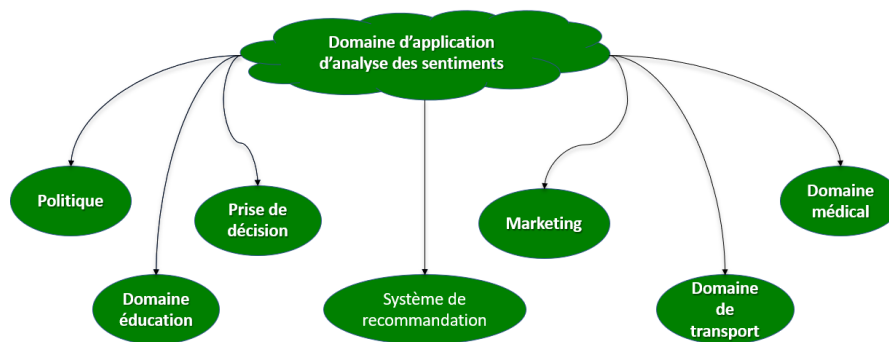 Domaine d'application
d'analyse des sentiments
Politique
Prise de
décision
Marketing
Domaine
médical
Domaine
éducation
Système de
recommandation
Domaine
de
transport